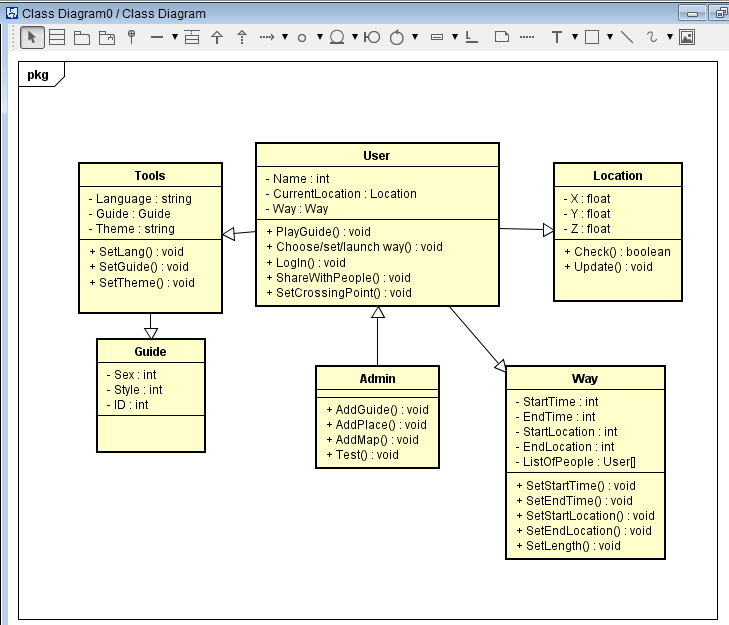 Class Diagram0 / Class Diagram
pkg
Tools
- Language : string
- Guide : Guide
- Theme : string
+ SetLang() : void
+ SetGuide() : void
+ SetTheme() : void
User
- Name : int
- CurrentLocation : Location
- Way : Way
+ PlayGuide() : void
+ Choose/set/launch way() : void
+ LogIn() : void
+ ShareWithPeople() : void
+ SetCrossingPoint() : void
Location
- X : float
- Y : float
- Z : float
+ Check() : boolean
+ Update() : void
Guide
- Sex : int
- Style : int
- ID : int
Admin
+ AddGuide() : void
+ AddPlace() : void
+ AddMap() : void
+ Test() : void
Way
- StartTime : int
- EndTime : int
- StartLocation : int
- EndLocation : int
- ListOfPeople : User[]
+ SetStartTime() : void
+ SetEndTime() : void
+ SetStartLocation() : void
+ SetEndLocation() : void
+ SetLength() : void